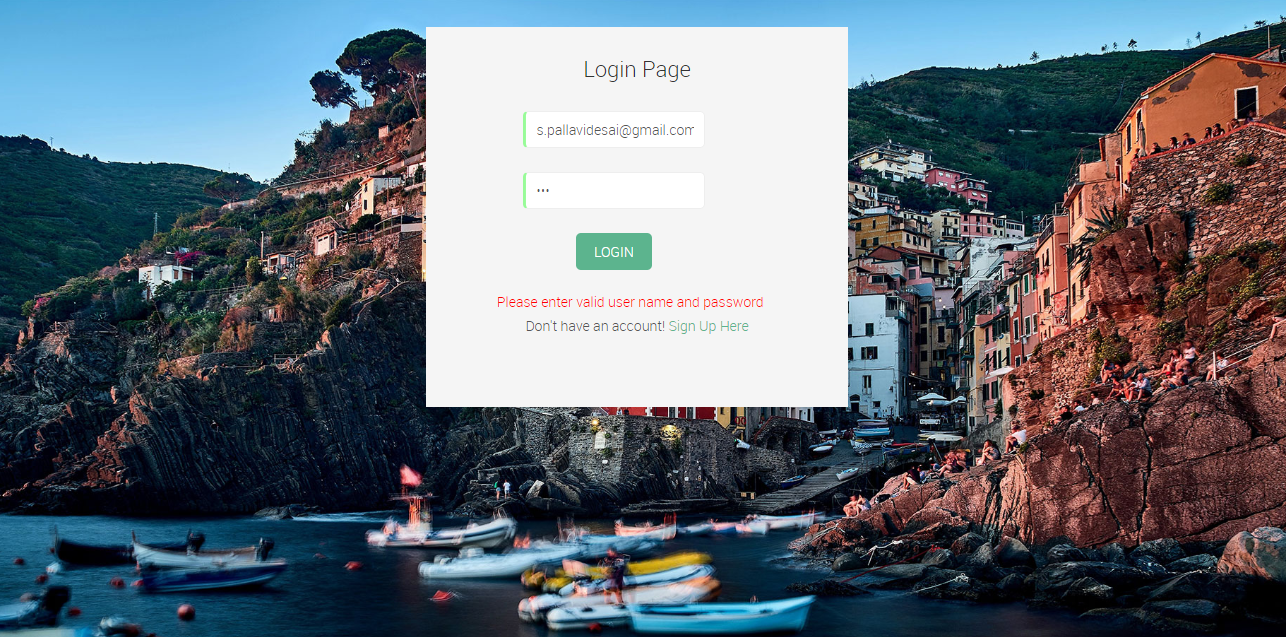 Login Page
s.pallavidesai@gmail.com
•••
LOGIN
Please enter valid user name and password
Don't have an account! Sign Up Here